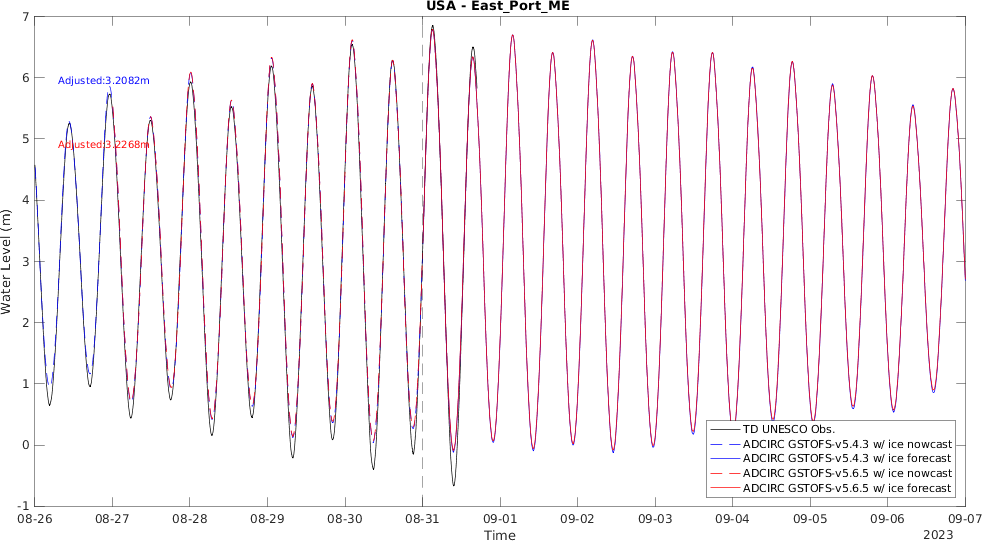 USA - East_Port_ME
7
6
5
4
3
2
1
0
-1
Water Level (m)
Adjusted:3.2082m
Adjusted:3.2268m
TD UNESCO Obs.
ADCIRC GSTOFS-v5.4.3 w/ ice nowcast
ADCIRC GSTOFS-v5.4.3 w/ ice forecast
ADCIRC GSTOFS-v5.6.5 w/ ice nowcast
ADCIRC GSTOFS-v5.6.5 w/ ice forecast
08-26 08-27 08-28 08-29 08-30 08-31 09-01 09-02 09-03 09-04 09-05 09-06 09-07
Time
2023